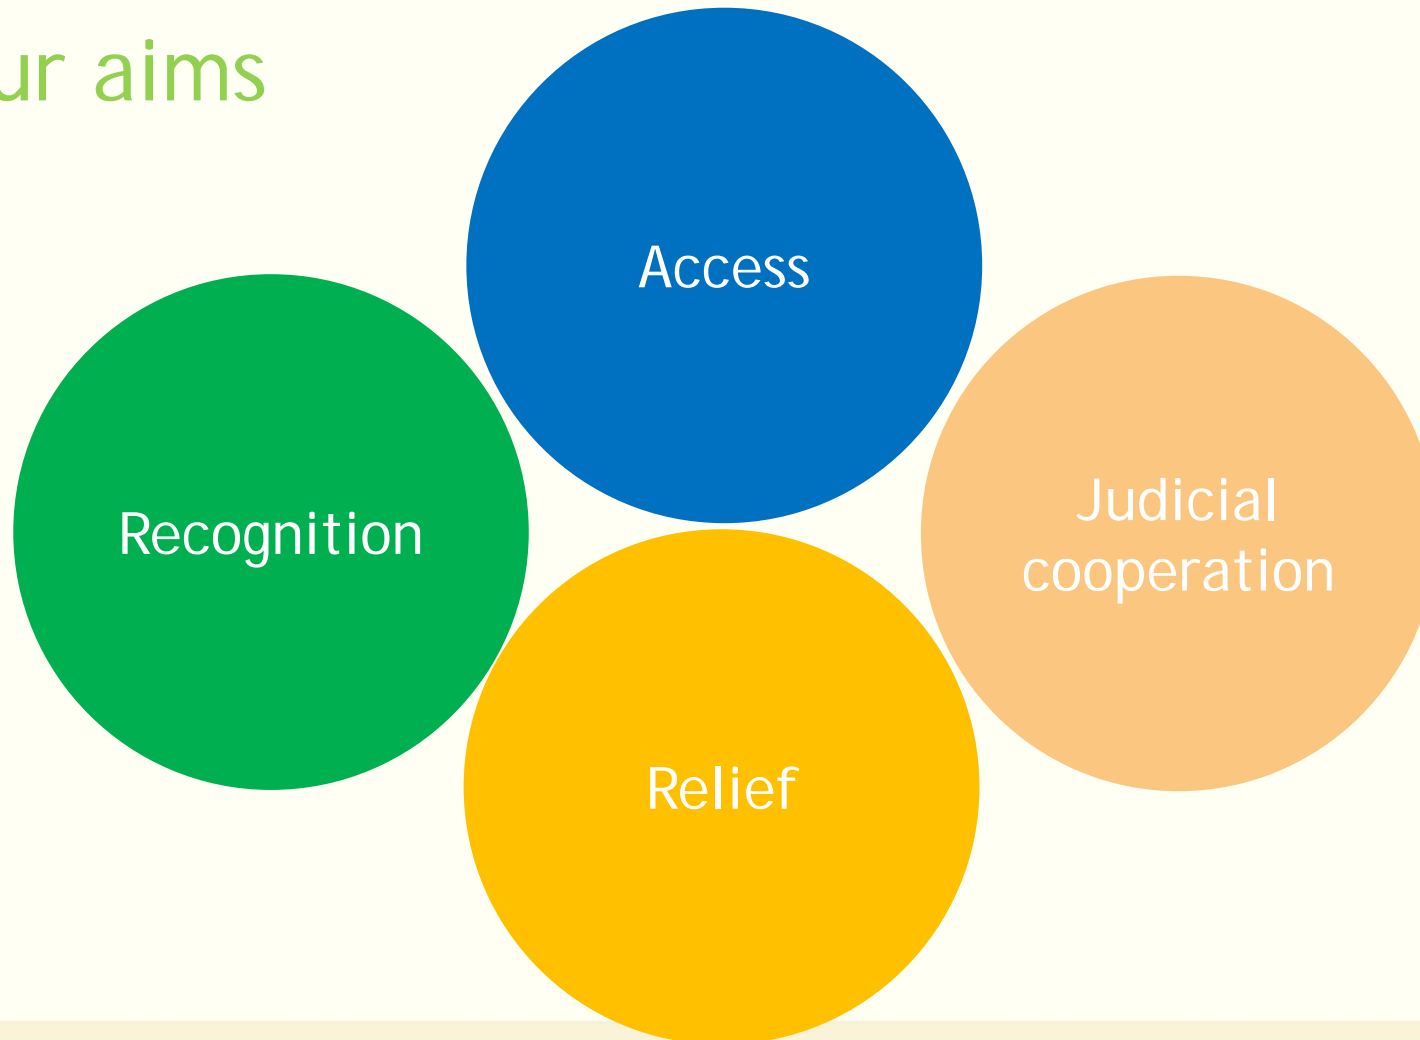 ur aims
Access
Recognition
Judicial
cooperation
Relief